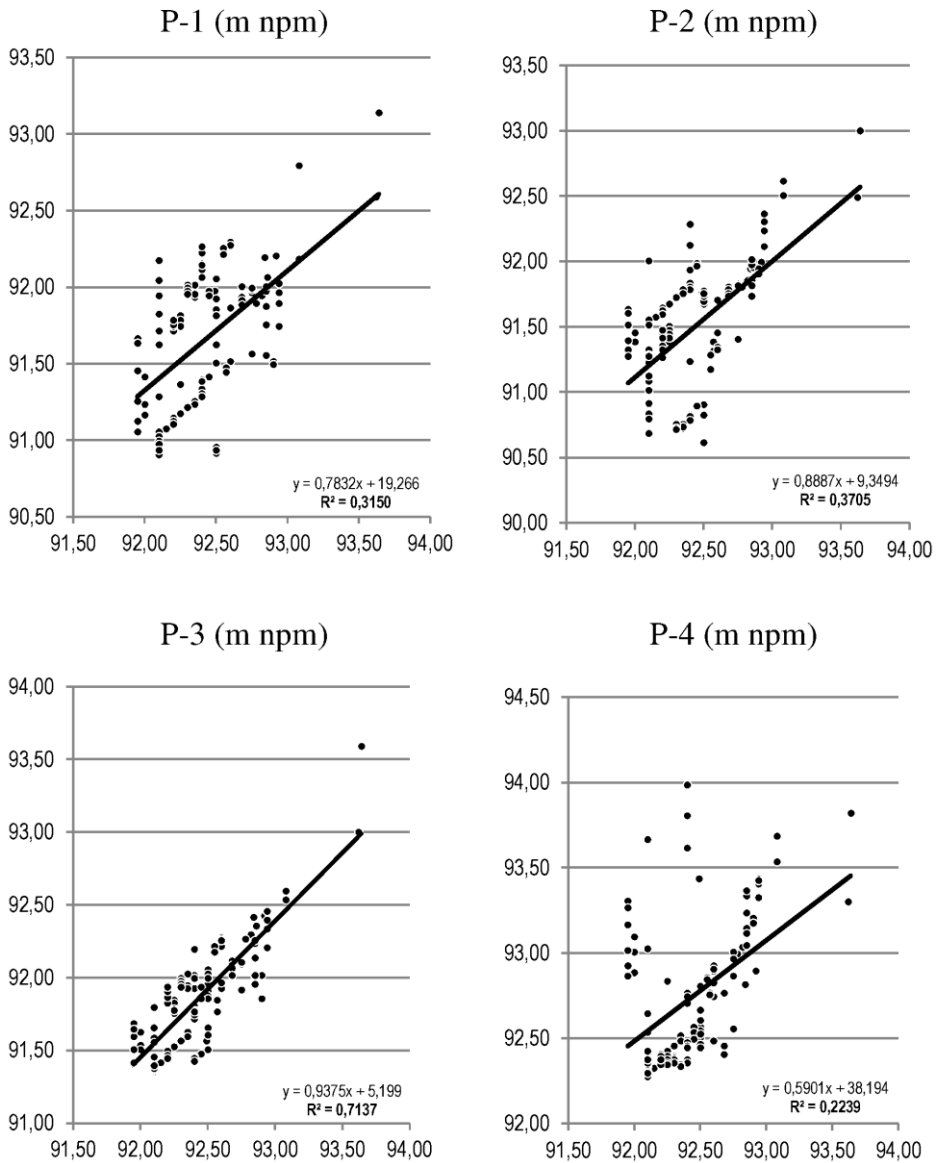 P-1 (m npm)
93,50
93,00
92,50
92,00
91,50
91,00
90,50
91,50 92,00 92,50 93,00 93,50 94,00
y = 0,7832x + 19,266
R² = 0,3150
P-2 (m npm)
93,50
93,00
92,50
92,00
91,50
91,00
90,50
90,00
91,50 92,00 92,50 93,00 93,50 94,00
y = 0,8887x + 9,3494
R² = 0,3705
P-3 (m npm)
94,00
93,50
93,00
92,50
92,00
91,50
91,00
91,50 92,00 92,50 93,00 93,50 94,00
y = 0,9375x + 5,199
R² = 0,7137
P-4 (m npm)
94,50
94,00
93,50
93,00
92,50
92,00
91,50 92,00 92,50 93,00 93,50 94,00
y = 0,5901x + 38,194
R² = 0,2239